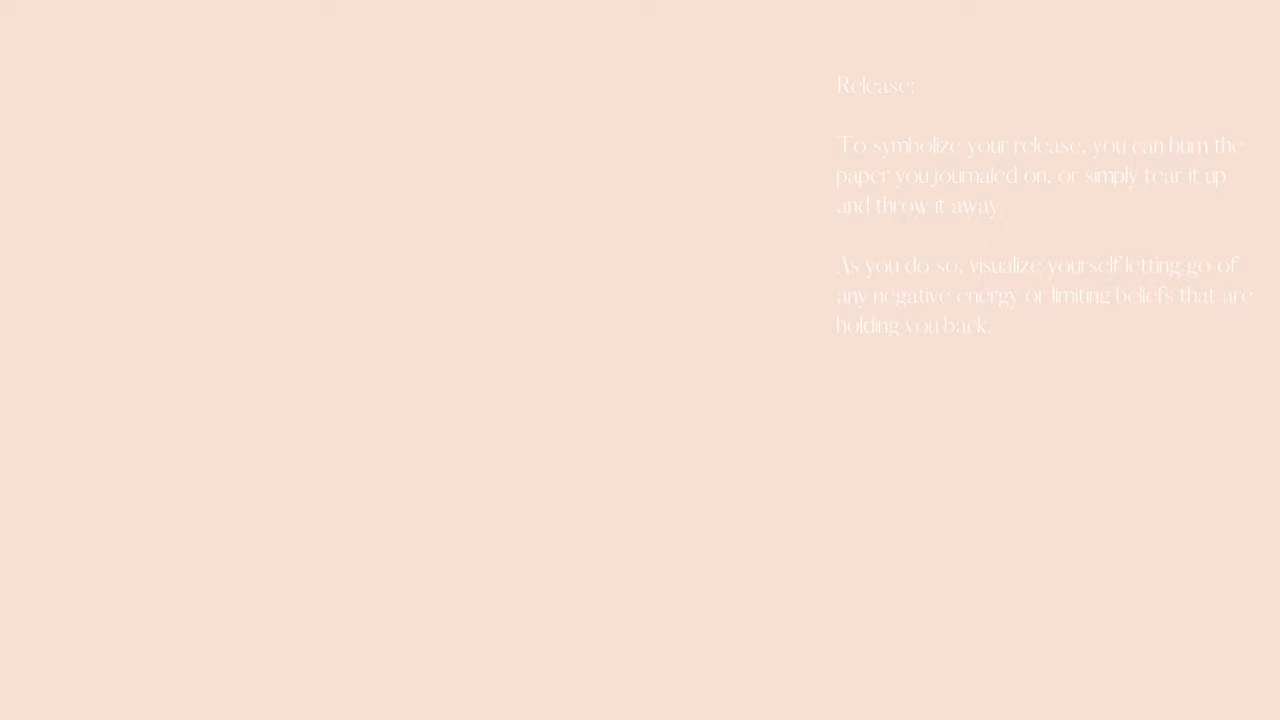 Release:
To symbolize your release, you can burn the
paper you journaled on, or simply tear it up
and throw it away.
As you do so, visualize yourself letting go of
any negative energy or limiting beliefs that are
holding you back.